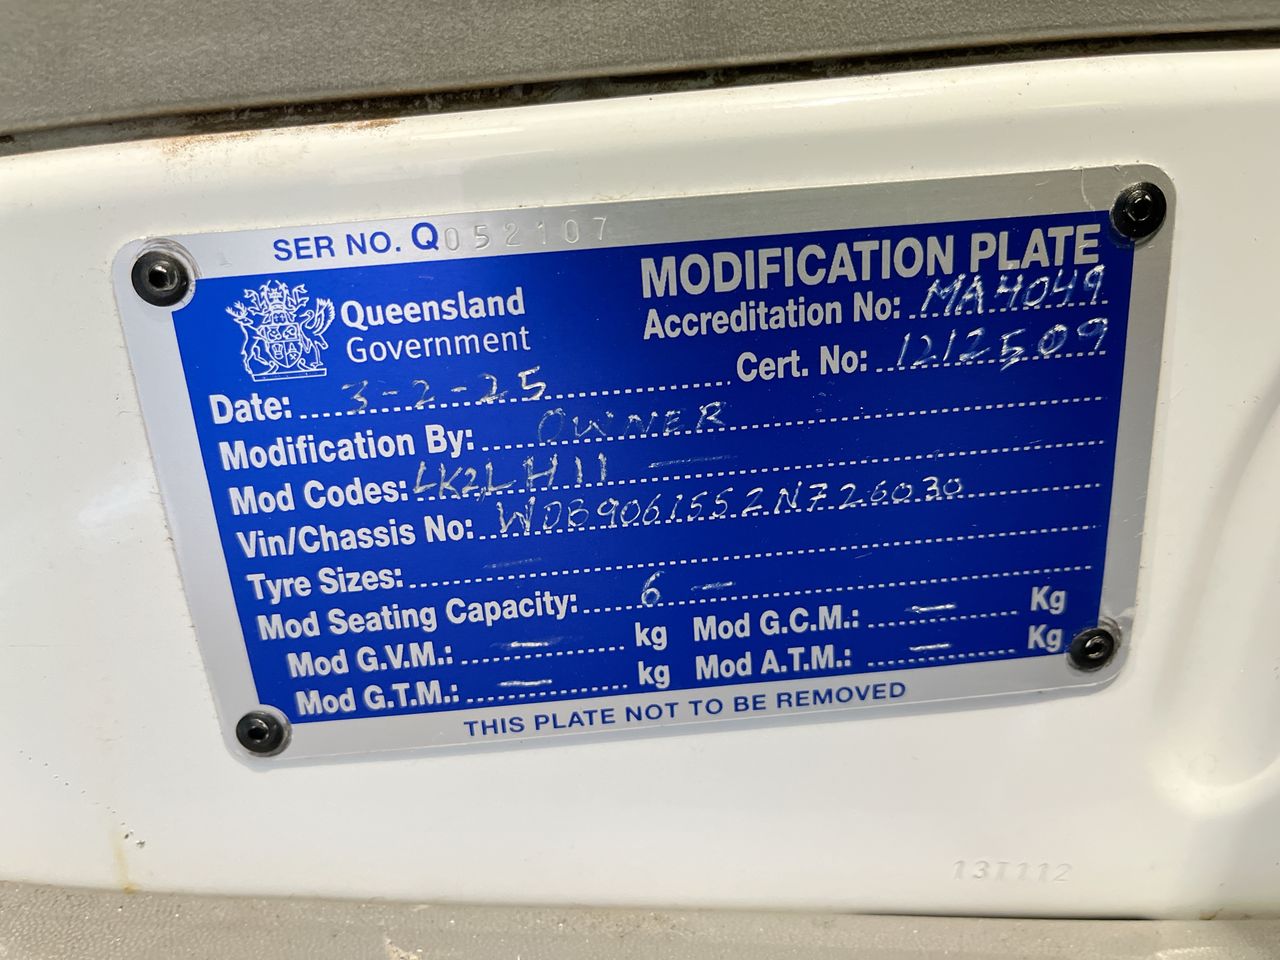 SER NO. Q052107
Queensland
Government
MODIFICATION PLATE
Accreditation No: MA4049
Cert. No: 1212509
Date: 3-2-25
Modification By: OWNER
Mod Codes: LK2, LH11 —
Vin/Chassis No: WDB9061552N726030
Tyre Sizes: —
Mod Seating Capacity: 6 —
Mod G.V.M.: — kg Mod G.C.M.: — Kg
Mod G.T.M.: — kg Mod A.T.M.: — Kg
THIS PLATE NOT TO BE REMOVED
13T112